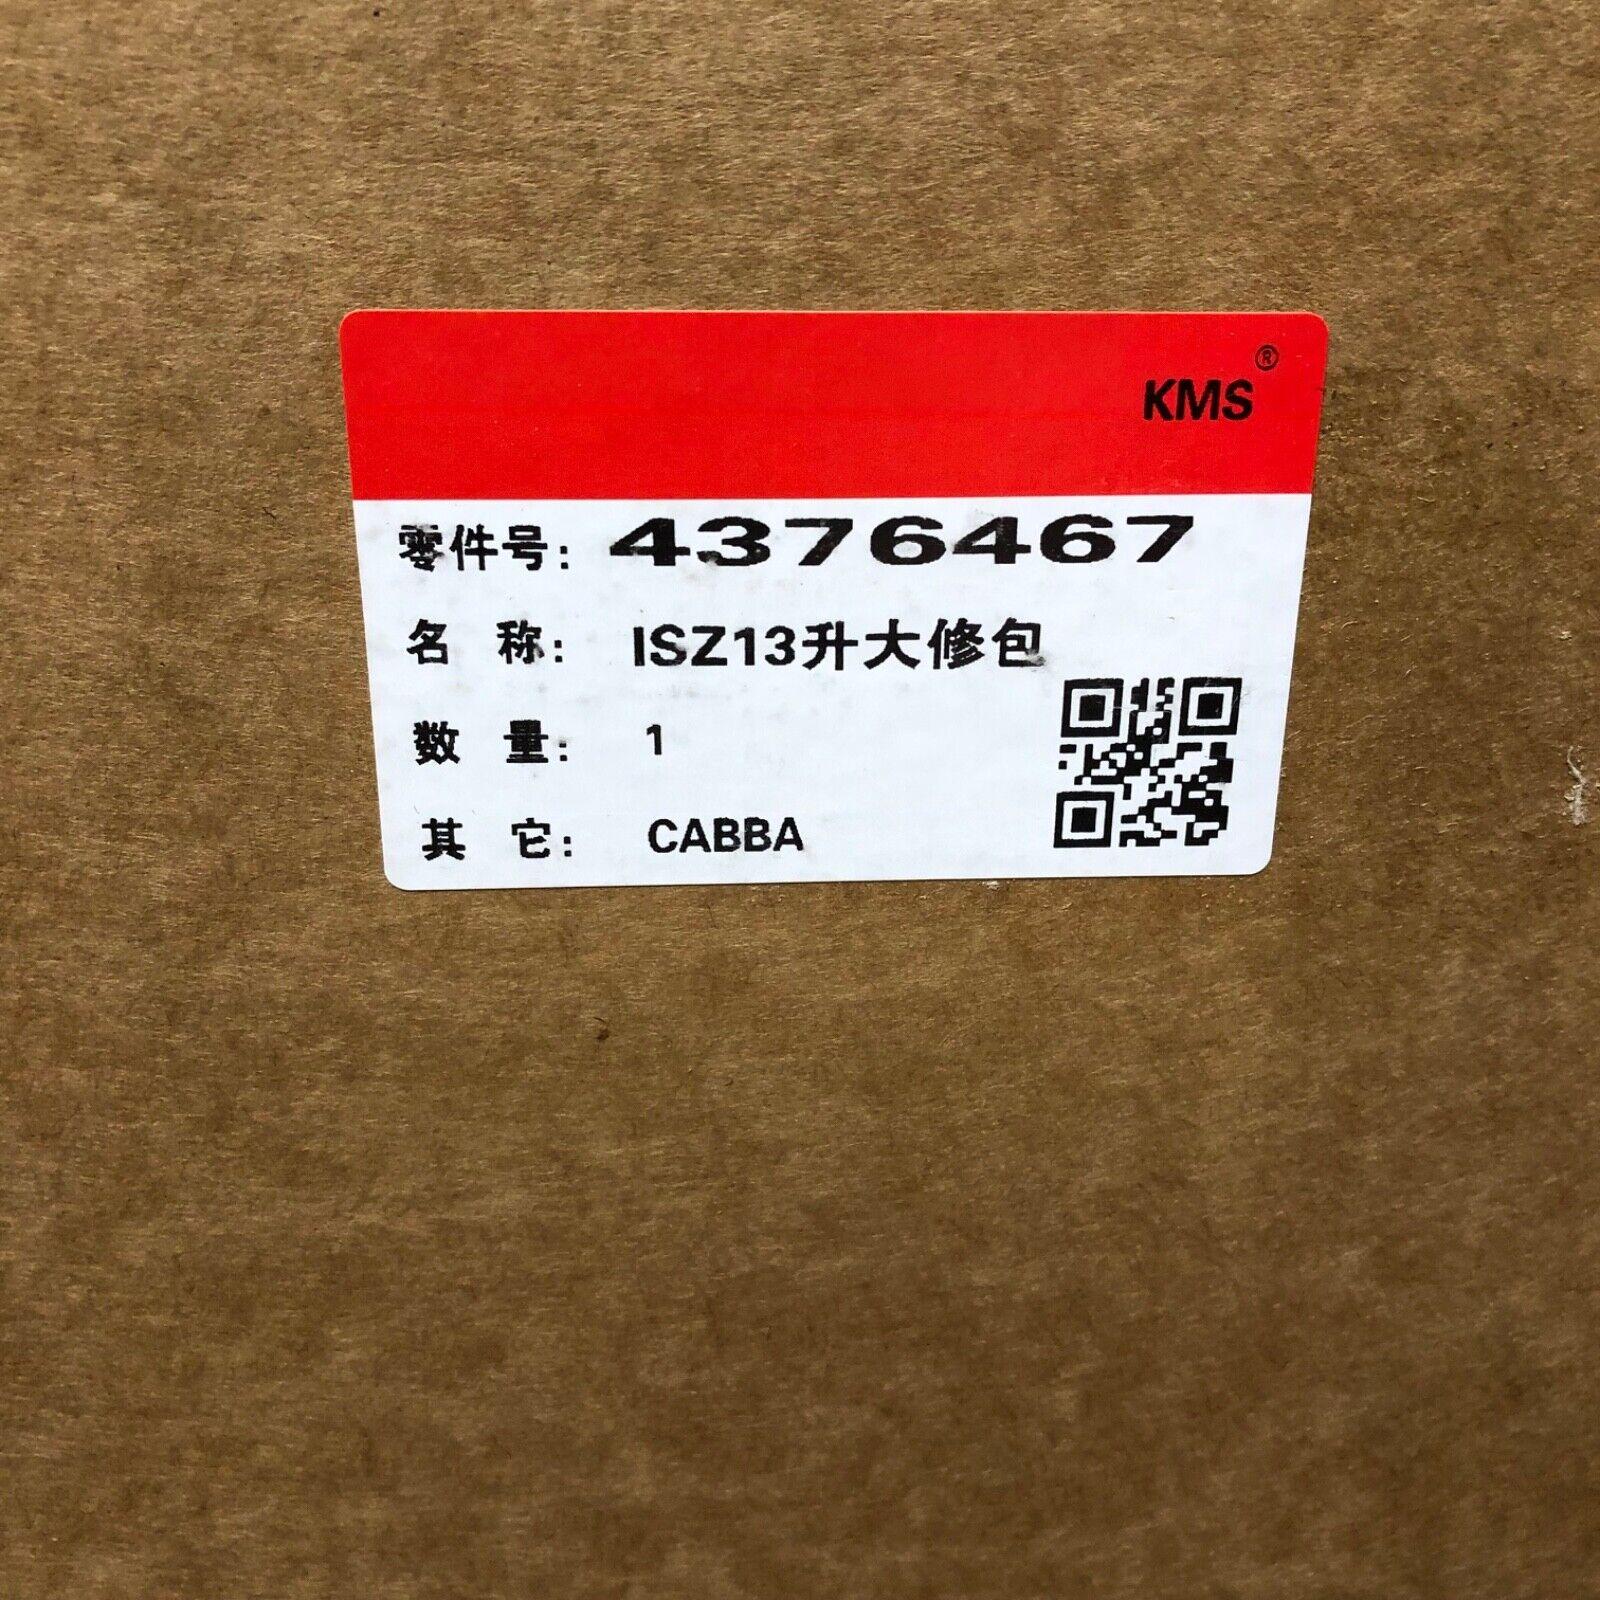 KMS®
零件号: 4376467
名 称: ISZ13升大修包
数 量: 1
其 它: CABBA